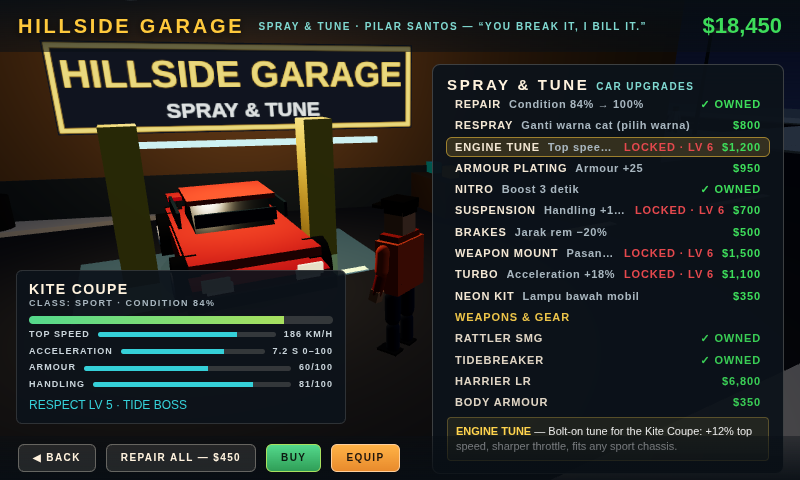 HILLSIDE GARAGE SPRAY & TUNE · PILAR SANTOS — “YOU BREAK IT, I BILL IT.” $18,450
HILLSIDE GARAGE
SPRAY & TUNE
SPRAY & TUNE CAR UPGRADES
REPAIR Condition 84% → 100% ✓ OWNED
RESPRAY Ganti warna cat (pilih warna) $800
ENGINE TUNE Top spee… LOCKED · LV 6 $1,200
ARMOUR PLATING Armour +25 $950
NITRO Boost 3 detik ✓ OWNED
SUSPENSION Handling +1… LOCKED · LV 6 $700
BRAKES Jarak rem −20% $500
WEAPON MOUNT Pasan… LOCKED · LV 6 $1,500
TURBO Acceleration +18% LOCKED · LV 6 $1,100
NEON KIT Lampu bawah mobil $350
WEAPONS & GEAR
RATTLER SMG ✓ OWNED
TIDEBREAKER ✓ OWNED
HARRIER LR $6,800
BODY ARMOUR $350
ENGINE TUNE — Bolt-on tune for the Kite Coupe: +12% top
speed, sharper throttle, fits any sport chassis.
KITE COUPE
CLASS: SPORT · CONDITION 84%
TOP SPEED 186 KM/H
ACCELERATION 7.2 S 0–100
ARMOUR 60/100
HANDLING 81/100
RESPECT LV 5 · TIDE BOSS
◀ BACK REPAIR ALL — $450 BUY EQUIP